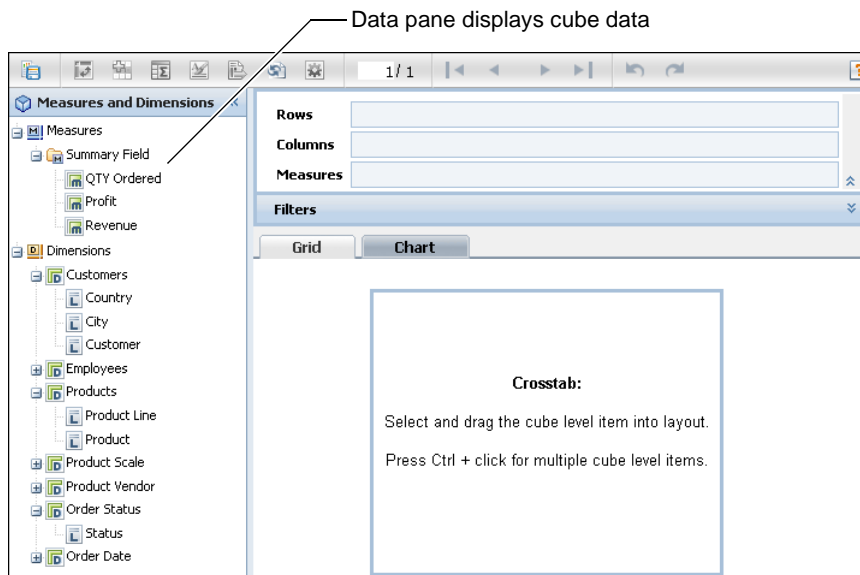 Data pane displays cube data
1/ 1
?
Measures and Dimensions
Measures
Summary Field
QTY Ordered
Profit
Revenue
Dimensions
Customers
Country
City
Customer
Employees
Products
Product Line
Product
Product Scale
Product Vendor
Order Status
Status
Order Date
Rows
Columns
Measures
Filters
Grid Chart
Crosstab:
Select and drag the cube level item into layout.
Press Ctrl + click for multiple cube level items.